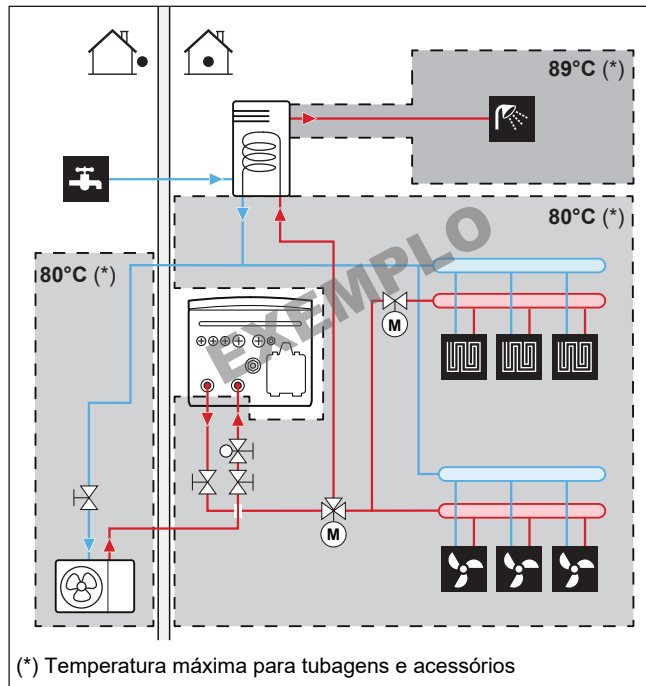 89°C (*)
80°C (*)
80°C (*)
EXEMPLO
M
M
(*) Temperatura máxima para tubagens e acessórios